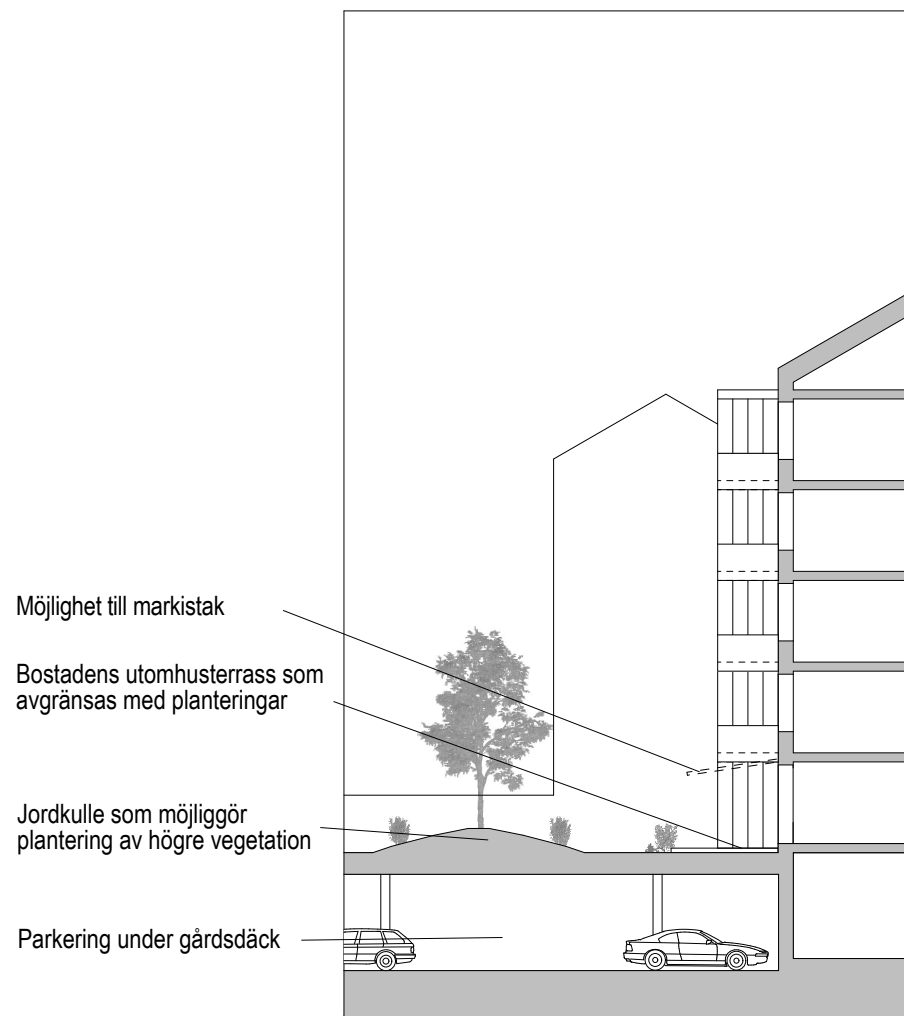 Möjlighet till markistak
Bostadens utomhusterrass som
avgränsas med planteringar
Jordkulle som möjliggör
plantering av högre vegetation
Parkering under gårdsdäck